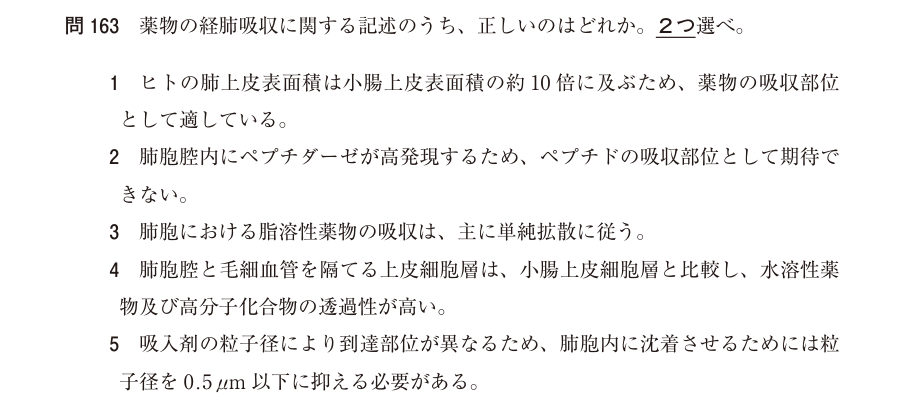 問 163　薬物の経肺吸収に関する記述のうち、正しいのはどれか。２つ選べ。
1　ヒトの肺上皮表面積は小腸上皮表面積の約 10 倍に及ぶため、薬物の吸収部位
として適している。
2　肺胞腔内にペプチダーゼが高発現するため、ペプチドの吸収部位として期待で
きない。
3　肺胞における脂溶性薬物の吸収は、主に単純拡散に従う。
4　肺胞腔と毛細血管を隔てる上皮細胞層は、小腸上皮細胞層と比較し、水溶性薬
物及び高分子化合物の透過性が高い。
5　吸入剤の粒子径により到達部位が異なるため、肺胞内に沈着させるためには粒
子径を 0.5 μm 以下に抑える必要がある。